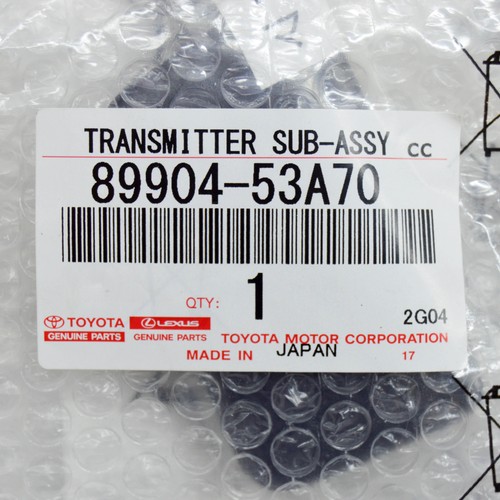 TRANSMITTER SUB-ASSY CC
89904-53A70
QTY: 1 2G04
TOYOTA LEXUS
GENUINE PARTS GENUINE PARTS TOYOTA MOTOR CORPORATION
MADE IN JAPAN 17